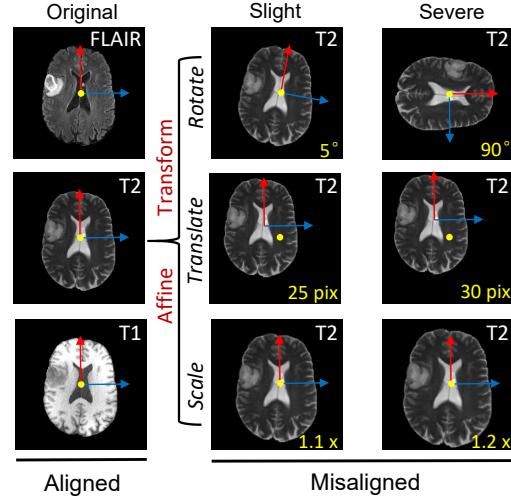 Original
Slight
Severe
FLAIR
T2
T2
Rotate
5°
90°
Transform
T2
T2
T2
Translate
25 pix
30 pix
Affine
T1
T2
T2
Scale
1.1 x
1.2 x
Aligned
Misaligned